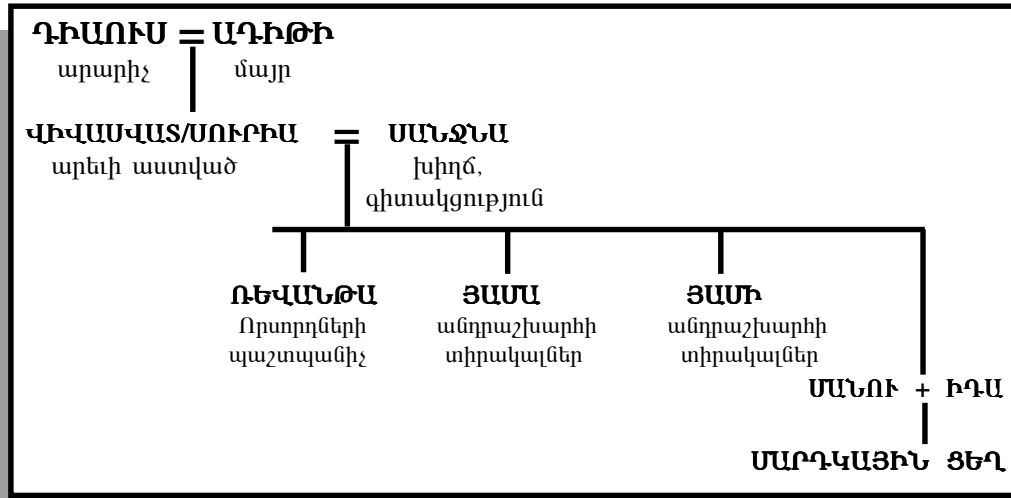 ԴԻԱՈՒՍ = ԱԴԻԹԻ
արարիչ մայր
ՎԻՎԱՍՎԱՏ/ՍՈՒՐԻԱ = ՍԱՆՋՆԱ
արեւի աստված խիղճ,
գիտակցություն
ՌԵՎԱՆԹԱ ՅԱՄԱ ՅԱՄԻ
Որսորդների անդրաշխարհի անդրաշխարհի
պաշտպանիչ տիրակալներ տիրակալներ
ՄԱՆՈՒ + ԻԴԱ
ՄԱՐԴԿԱՅԻՆ ՑԵՂ